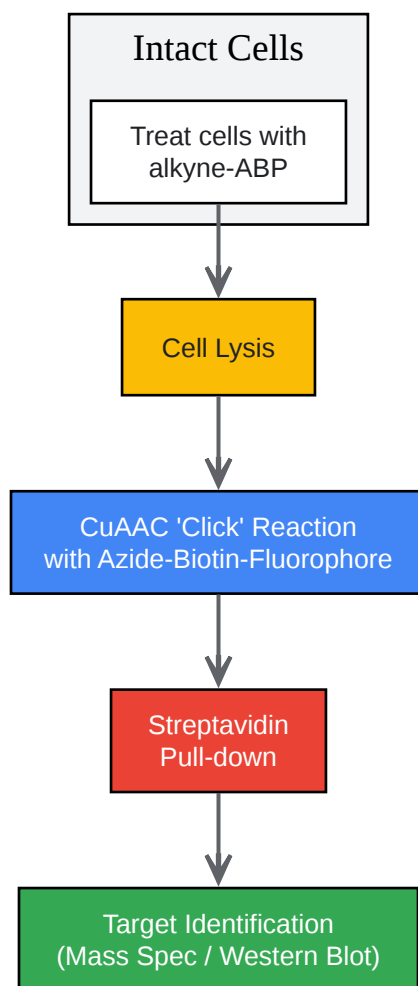 Intact Cells
Treat cells with
alkyne-ABP
Cell Lysis
CuAAC 'Click' Reaction
with Azide-Biotin-Fluorophore
Streptavidin
Pull-down
Target Identification
(Mass Spec / Western Blot)